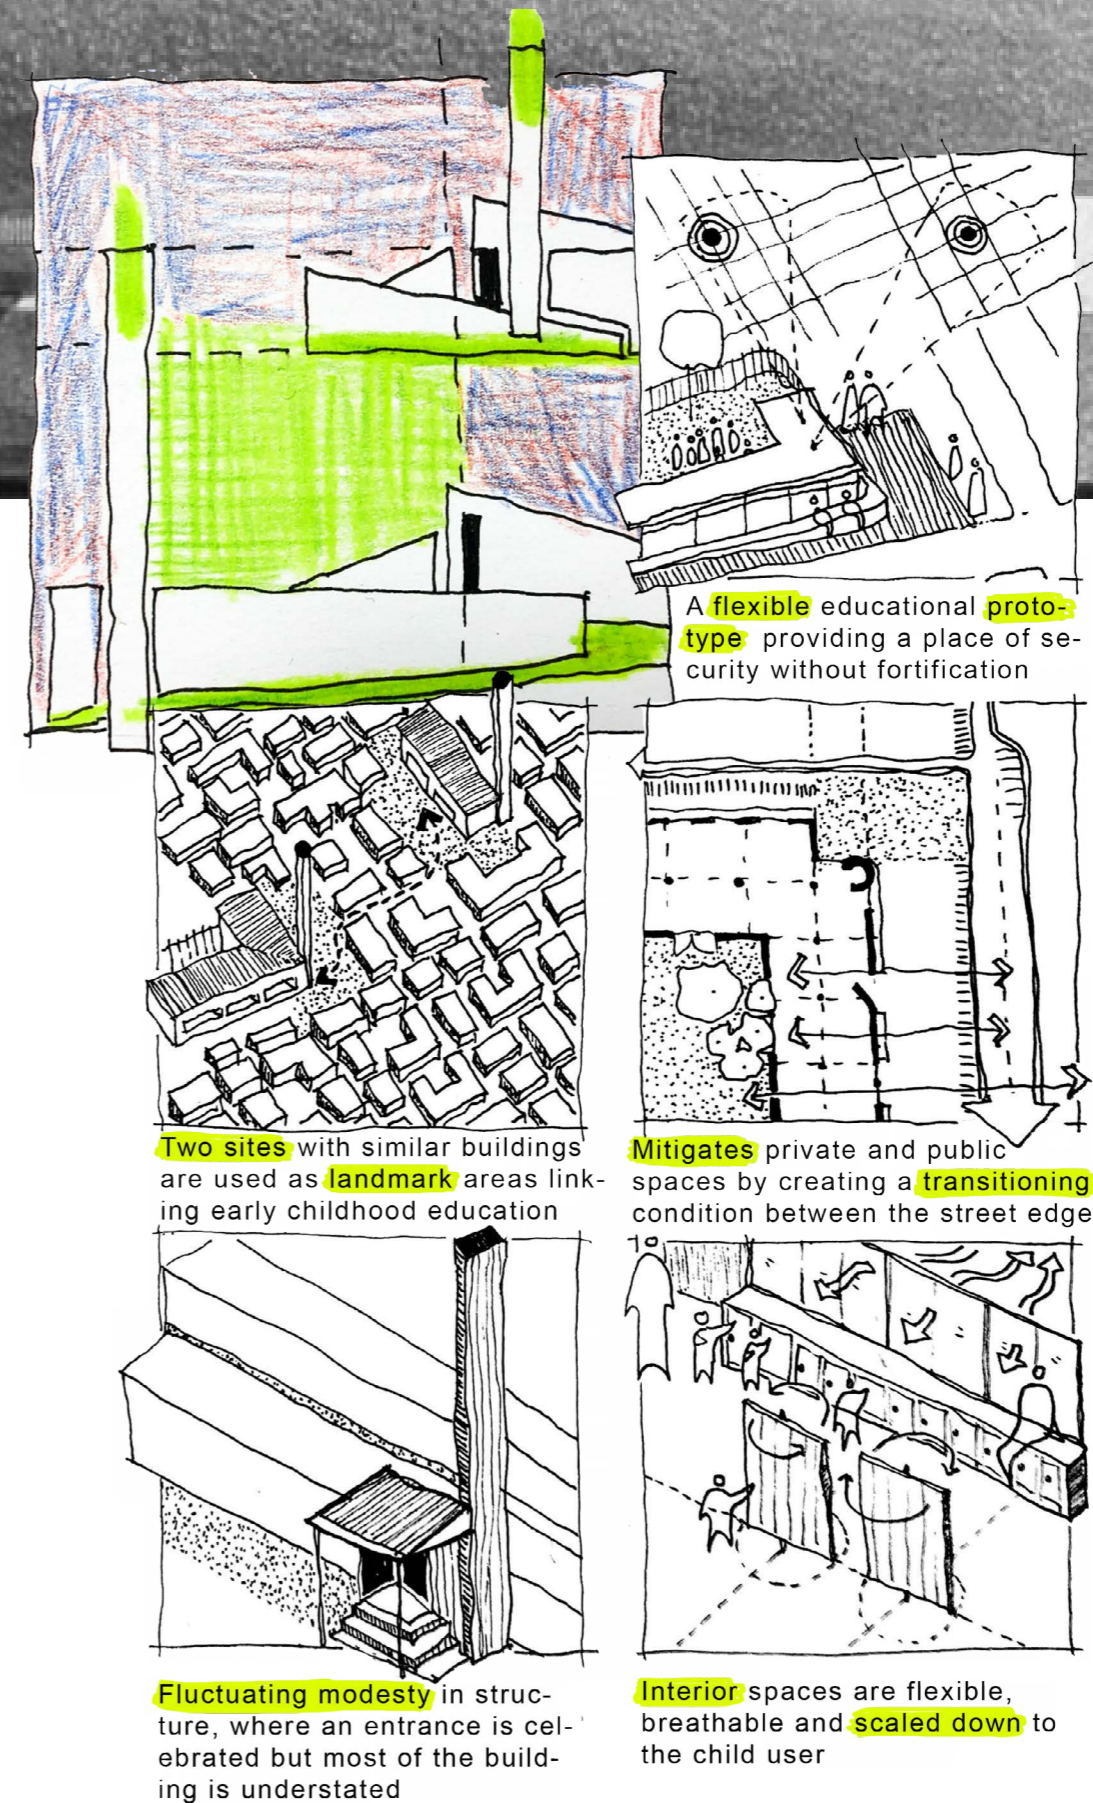 A flexible educational proto-
type providing a place of se-
curity without fortification
Two sites with similar buildings
are used as landmark areas link-
ing early childhood education
Mitigates private and public
spaces by creating a transitioning
condition between the street edge
Fluctuating modesty in struc-
ture, where an entrance is cel-
ebrated but most of the build-
ing is understated
Interior spaces are flexible,
breathable and scaled down to
the child user